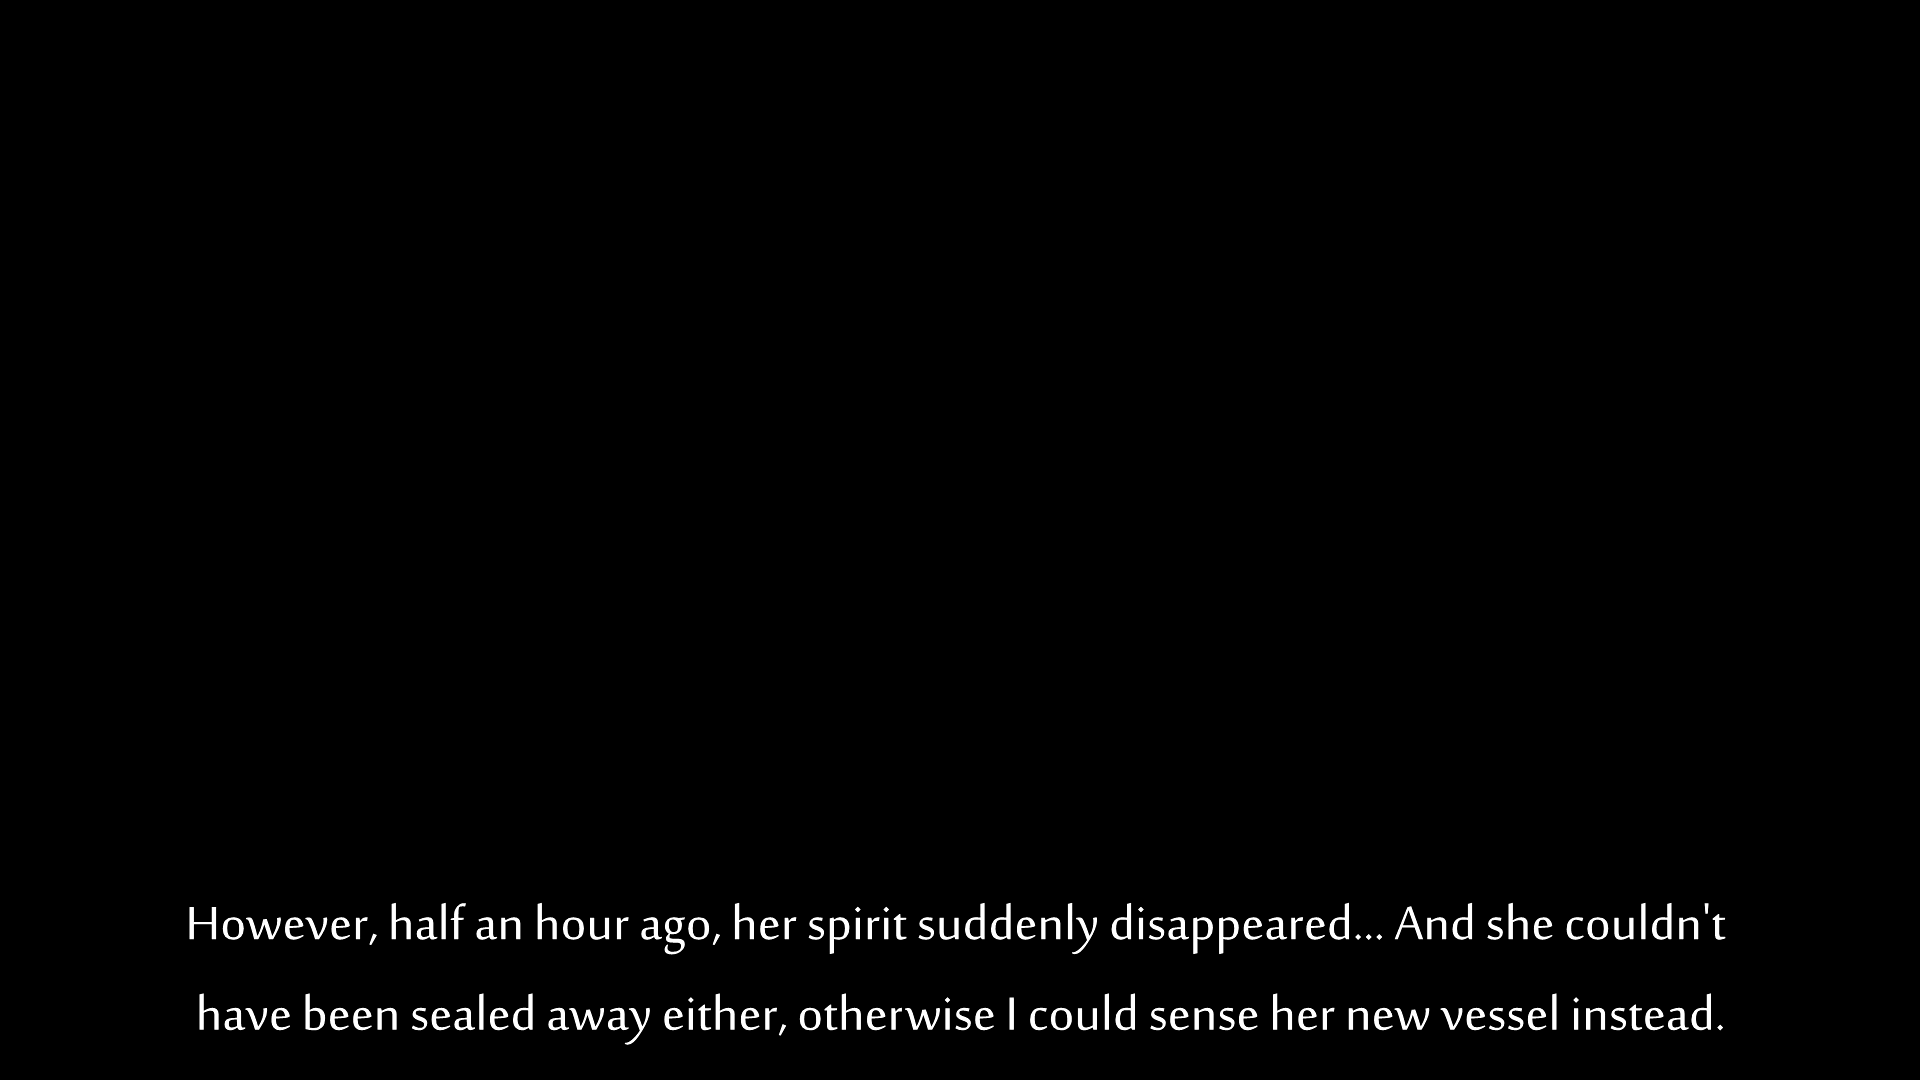 However, half an hour ago, her spirit suddenly disappeared... And she couldn't
have been sealed away either, otherwise I could sense her new vessel instead.